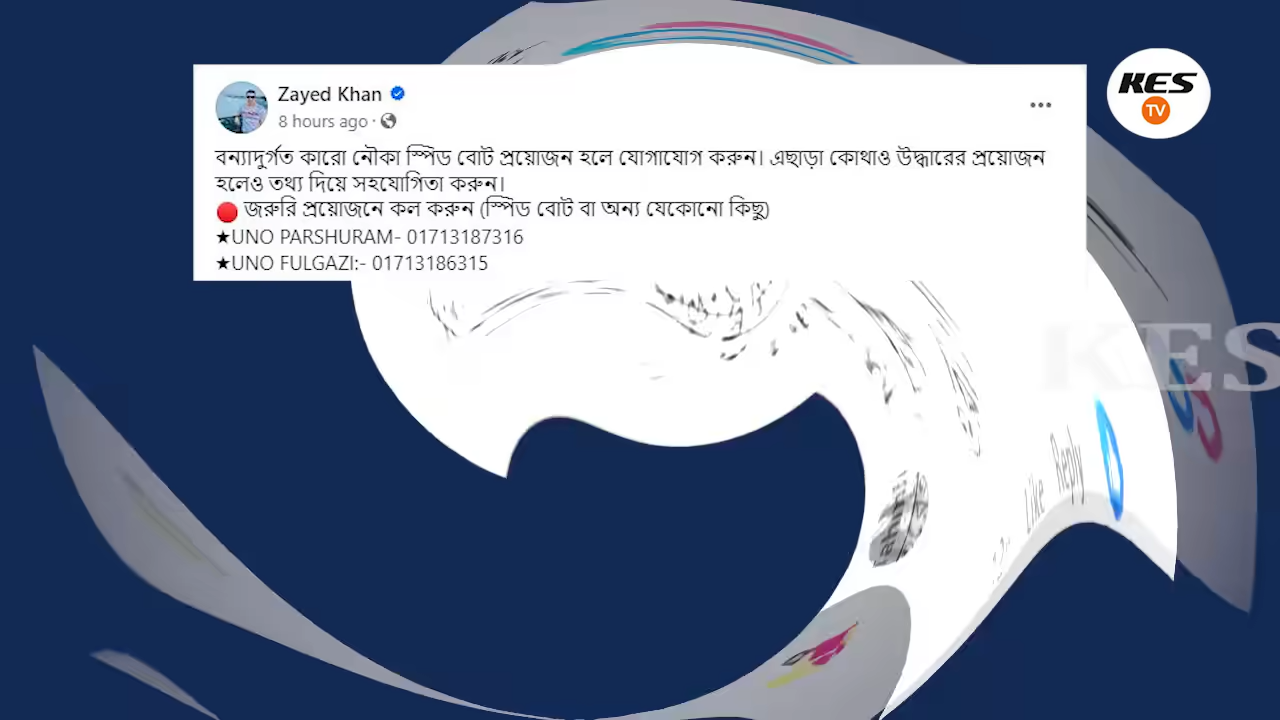 Zayed Khan
8 hours ago
বন্যাদুর্গত কারো নৌকা স্পিড বোট প্রয়োজন হলে যোগাযোগ করুন। এছাড়া কোথাও উদ্ধারের প্রয়োজন
হলেও তথ্য দিয়ে সহযোগিতা করুন।
🔴 জরুরি প্রয়োজনে কল করুন (স্পিড বোট বা অন্য যেকোনো কিছু)
★UNO PARSHURAM- 01713187316
★UNO FULGAZI:- 01713186315
KES
TV
KES
Like Reply